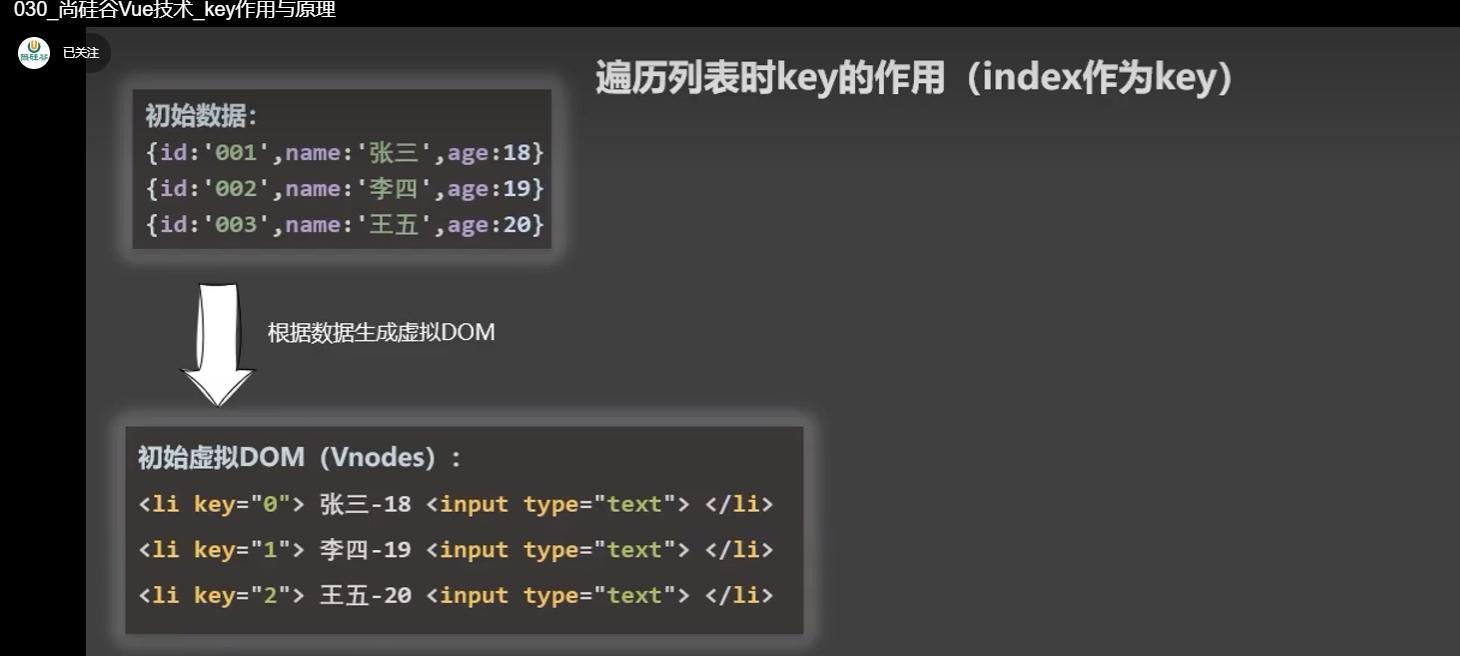 030_尚硅谷Vue技术_key作用与原理
尚硅谷
已关注
遍历列表时key的作用（index作为key）
初始数据：
{id:'001',name:'张三',age:18}
{id:'002',name:'李四',age:19}
{id:'003',name:'王五',age:20}
根据数据生成虚拟DOM
初始虚拟DOM（Vnodes）：
<li key="0"> 张三-18 <input type="text"> </li>
<li key="1"> 李四-19 <input type="text"> </li>
<li key="2"> 王五-20 <input type="text"> </li>